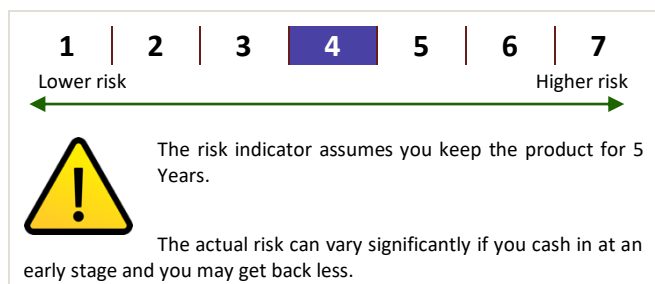 1 2 3 4 5 6 7
Lower risk Higher risk
The risk indicator assumes you keep the product for 5
Years.
The actual risk can vary significantly if you cash in at an
early stage and you may get back less.